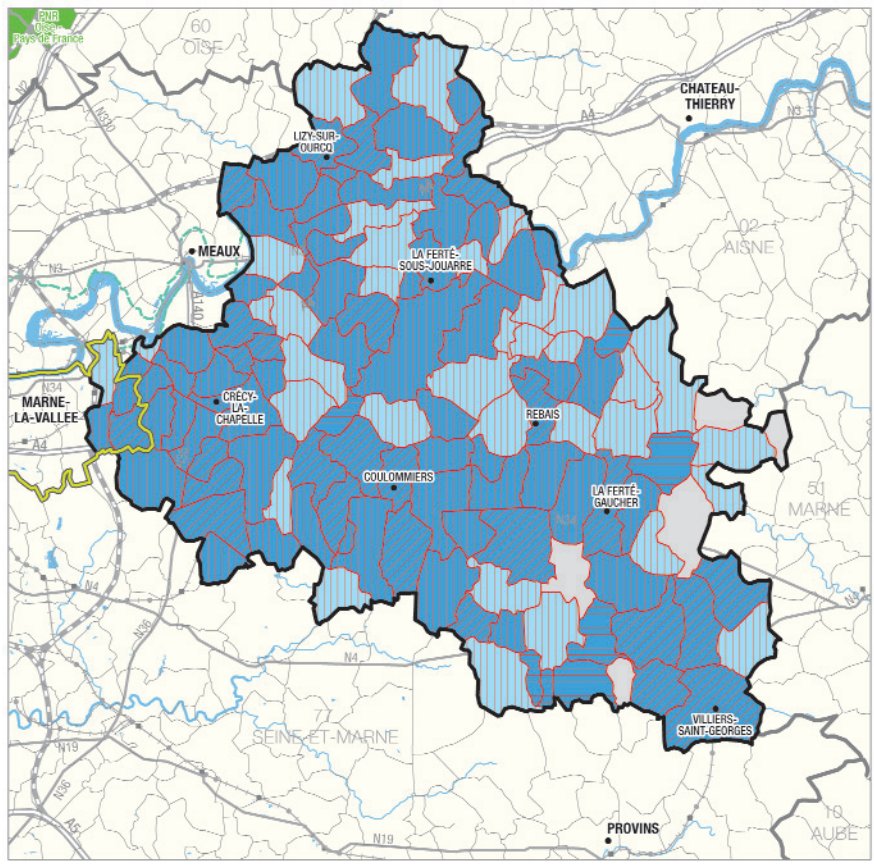 PNR
Oise-
Pays de France
60
OISE
N2
N330
CHATEAU-
THIERRY
A4
N3
LIZY-SUR-
OURCQ
02
AISNE
MEAUX
N3
A140
LA FERTÉ-
SOUS-JOUARRE
N34
MARNE-
LA-VALLEE
A4
CRÉCY-
LA-
CHAPELLE
REBAIS
COULOMMIERS
LA FERTÉ-
GAUCHER
N34
51
MARNE
N4
N36
N4
N4
77
SEINE-ET-MARNE
VILLIERS-
SAINT-GEORGES
N19
N36
A5
N19
PROVINS
10
AUBE